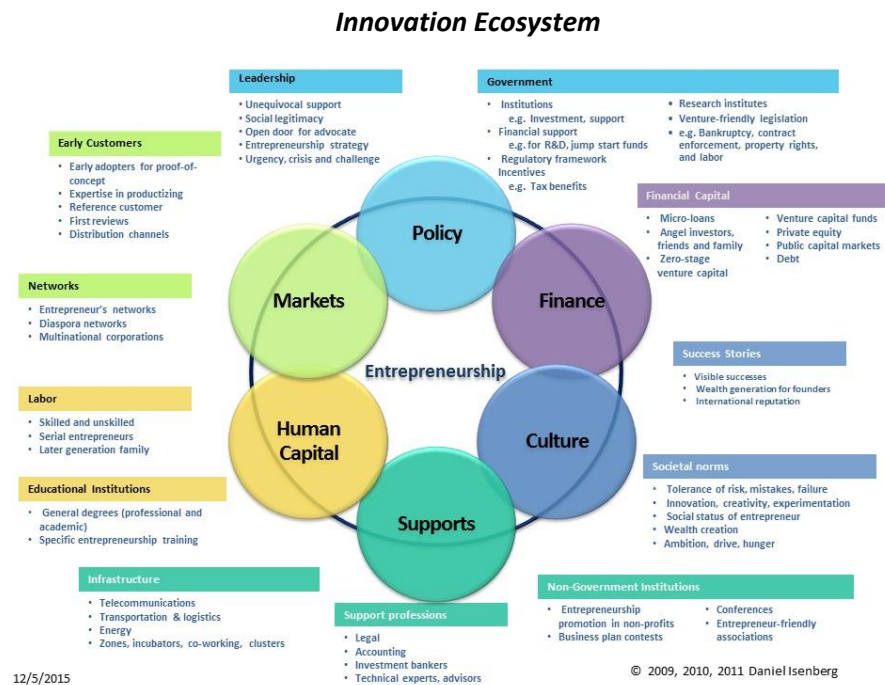 Innovation Ecosystem
Leadership
• Unequivocal support
• Social legitimacy
• Open door for advocate
• Entrepreneurship strategy
• Urgency, crisis and challenge
Government
• Institutions
e.g. Investment, support
• Financial support
e.g. for R&D, jump start funds
• Regulatory framework
Incentives
e.g. Tax benefits
• Research institutes
• Venture-friendly legislation
• e.g. Bankruptcy, contract
enforcement, property rights,
and labor
Early Customers
• Early adopters for proof-of-
concept
• Expertise in productizing
• Reference customer
• First reviews
• Distribution channels
Financial Capital
• Micro-loans
• Angel investors,
friends and family
• Zero-stage
venture capital
• Venture capital funds
• Private equity
• Public capital markets
• Debt
Networks
• Entrepreneur's networks
• Diaspora networks
• Multinational corporations
Policy
Markets
Finance
Entrepreneurship
Human
Capital
Culture
Supports
Success Stories
• Visible successes
• Wealth generation for founders
• International reputation
Labor
• Skilled and unskilled
• Serial entrepreneurs
• Later generation family
Societal norms
• Tolerance of risk, mistakes, failure
• Innovation, creativity, experimentation
• Social status of entrepreneur
• Wealth creation
• Ambition, drive, hunger
Educational Institutions
• General degrees (professional and
academic)
• Specific entrepreneurship training
Infrastructure
• Telecommunications
• Transportation & logistics
• Energy
• Zones, incubators, co-working, clusters
Support professions
• Legal
• Accounting
• Investment bankers
• Technical experts, advisors
Non-Government Institutions
• Entrepreneurship
promotion in non-profits
• Business plan contests
• Conferences
• Entrepreneur-friendly
associations
12/5/2015
© 2009, 2010, 2011 Daniel Isenberg